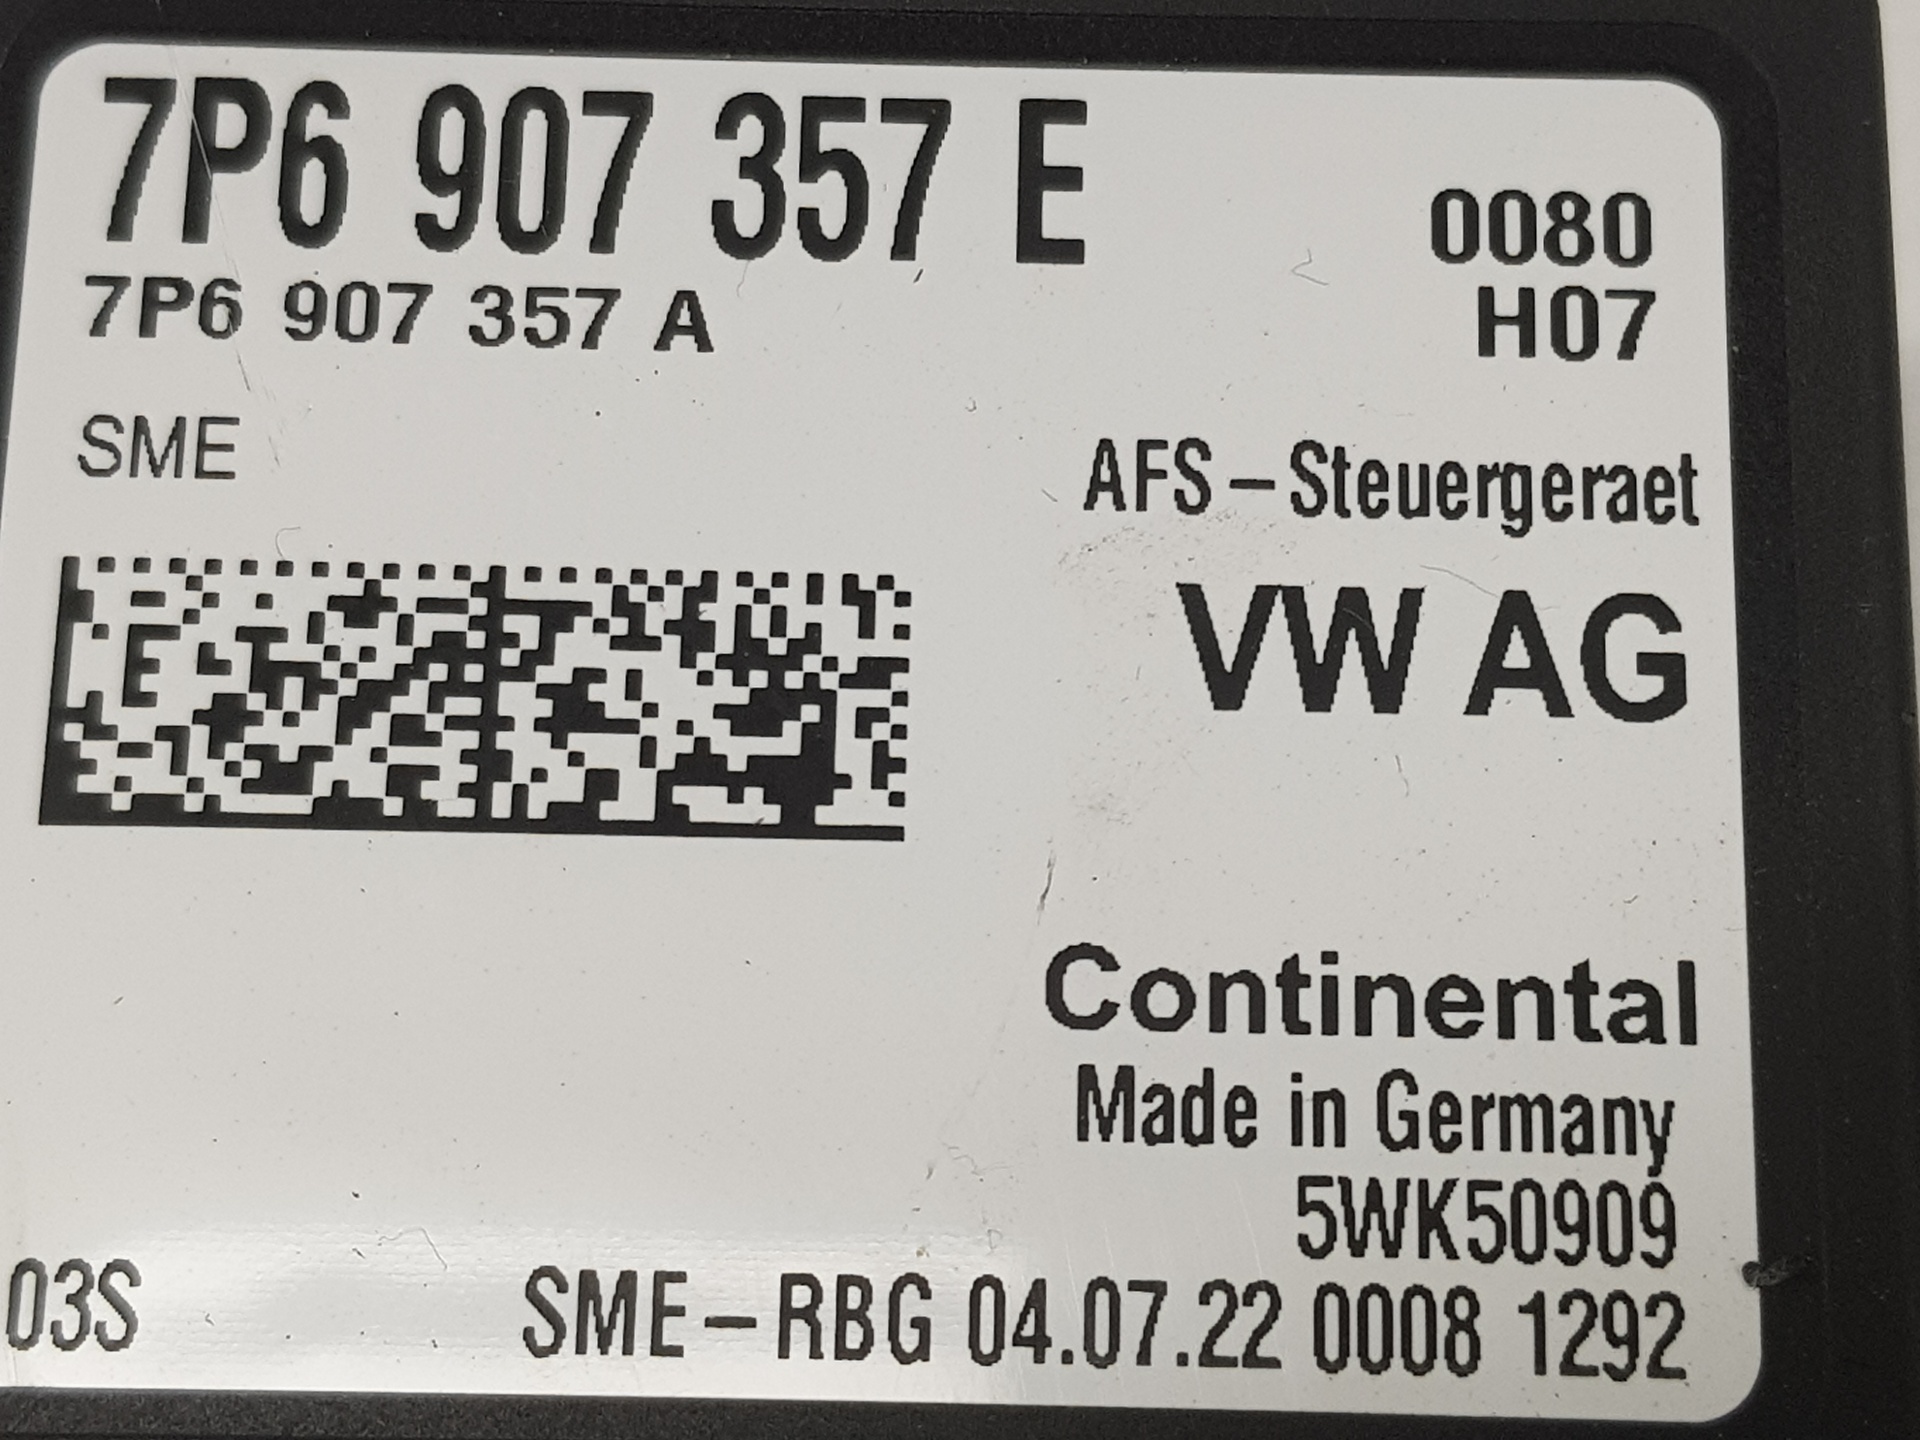 7P6 907 357 E
0080
7P6 907 357 A
H07
SME
AFS-Steuergeraet
VW AG
Continental
Made in Germany
5WK50909
03S
SME-RBG 04.07.22 0008 1292